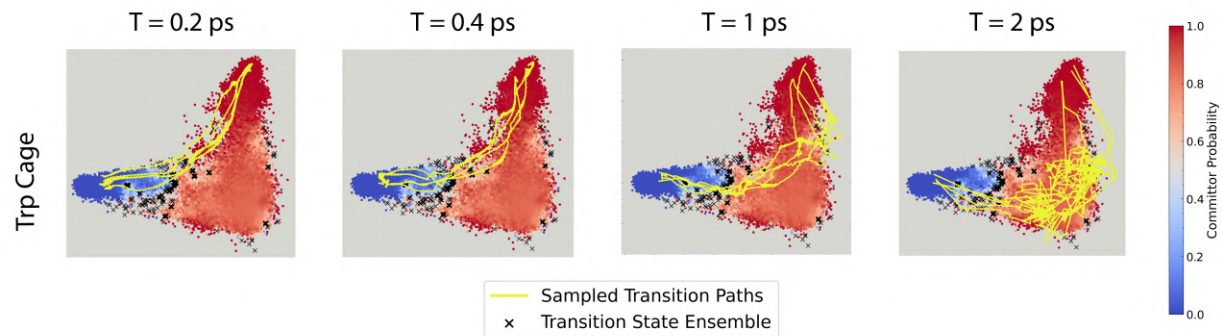 T = 0.2 ps
T = 0.4 ps
T = 1 ps
T = 2 ps
Trp Cage
1.0
0.8
0.6
0.4
0.2
0.0
Committor Probability
Sampled Transition Paths
× Transition State Ensemble